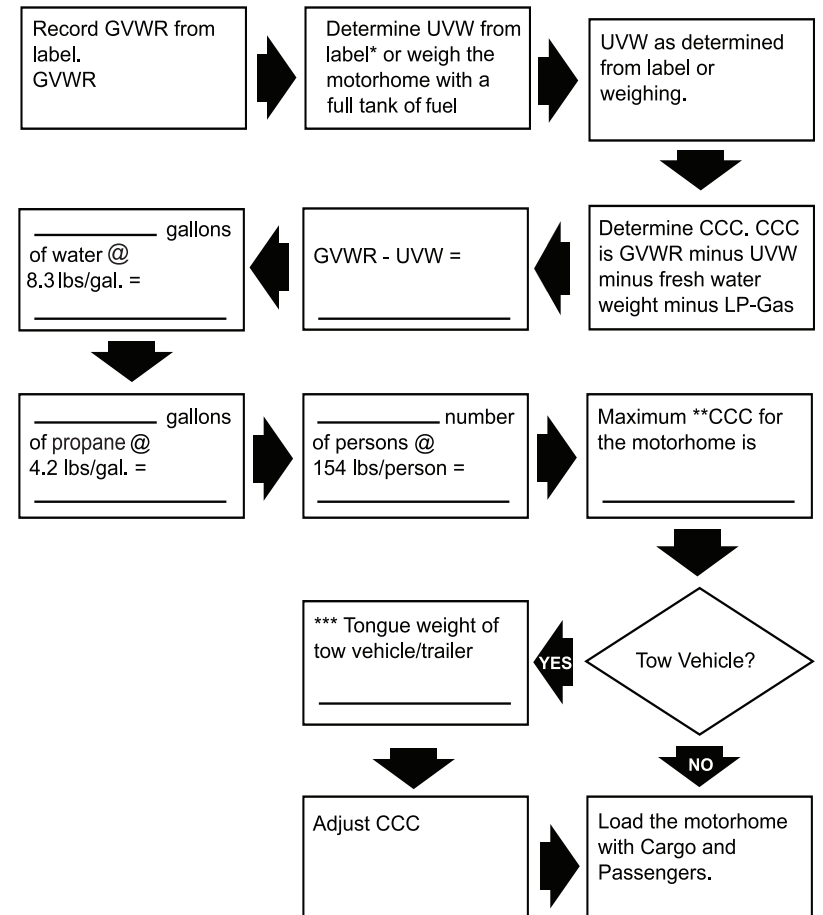 Record GVWR from
label.
GVWR
Determine UVW from
label* or weigh the
motorhome with a
full tank of fuel
UVW as determined
from label or
weighing.
Determine CCC. CCC
is GVWR minus UVW
minus fresh water
weight minus LP-Gas
GVWR - UVW =
gallons
of water @
8.3 lbs/gal. =
gallons
of propane @
4.2 lbs/gal. =
number
of persons @
154 lbs/person =
Maximum **CCC for
the motorhome is
Tow Vehicle?
YES
*** Tongue weight of
tow vehicle/trailer
NO
Adjust CCC
Load the motorhome
with Cargo and
Passengers.